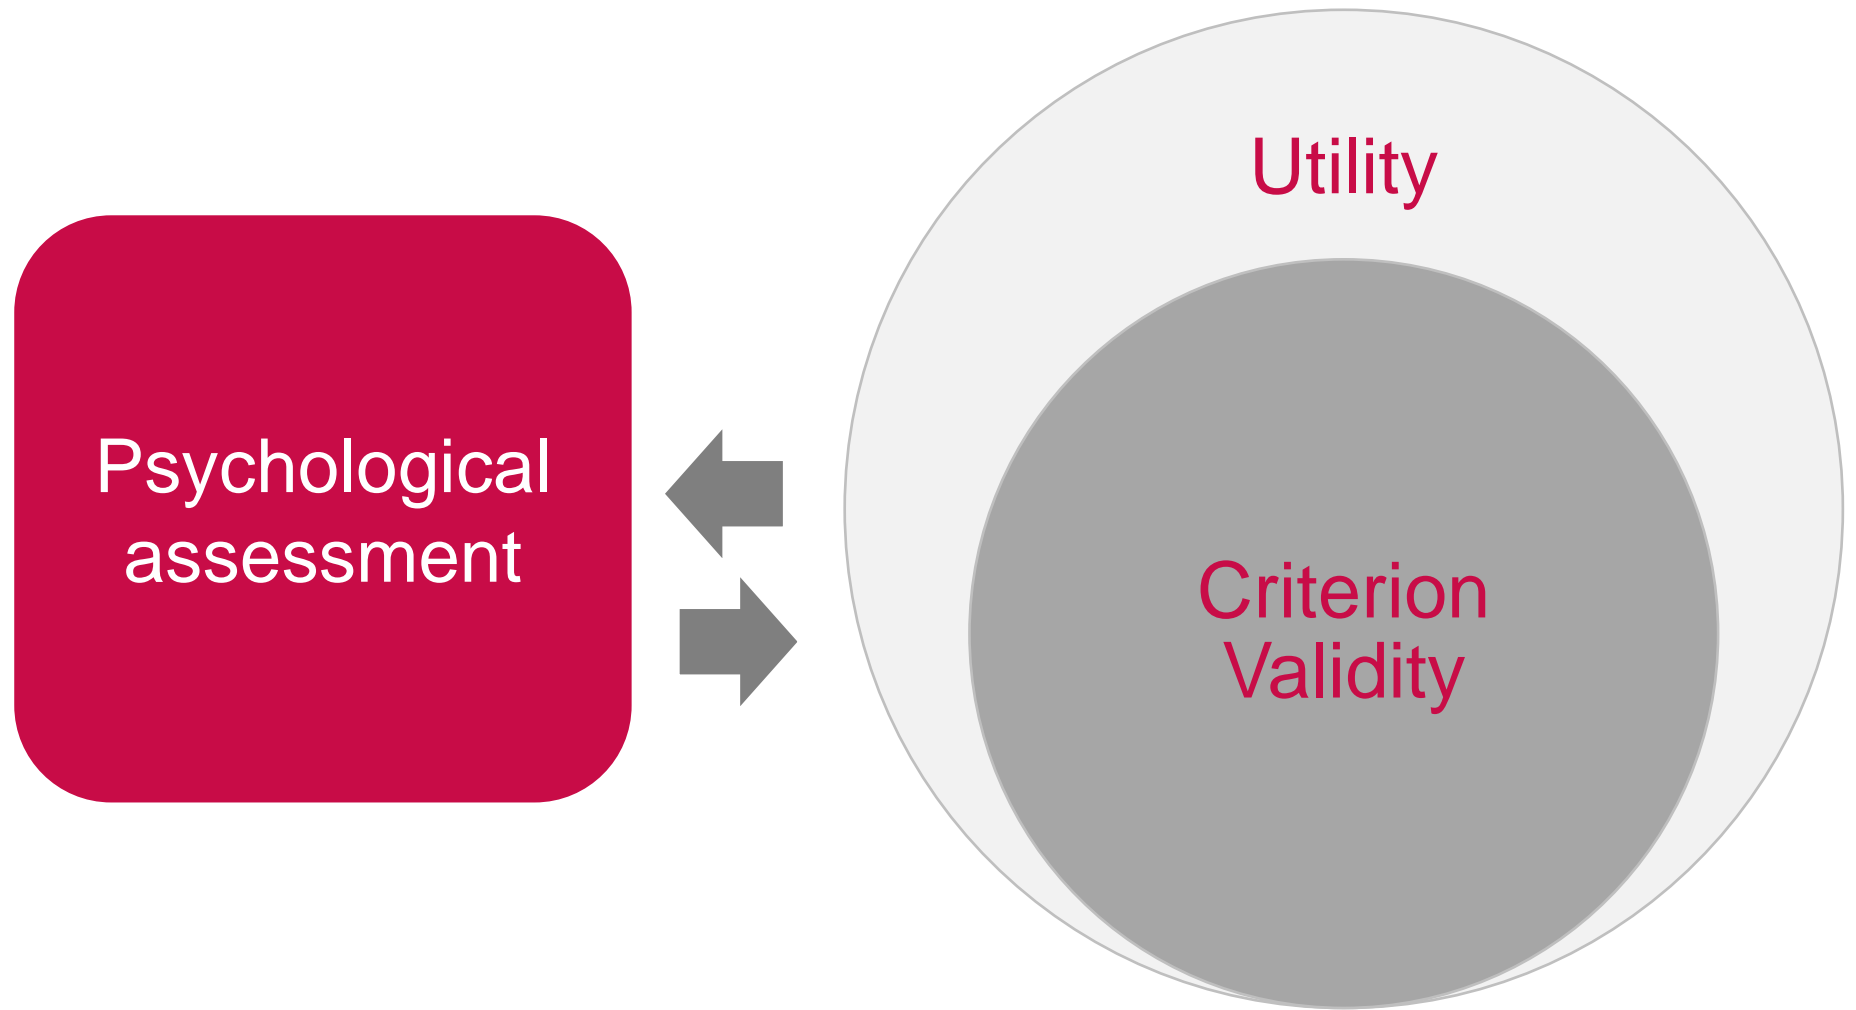 Psychological
assessment
Utility
Criterion
Validity